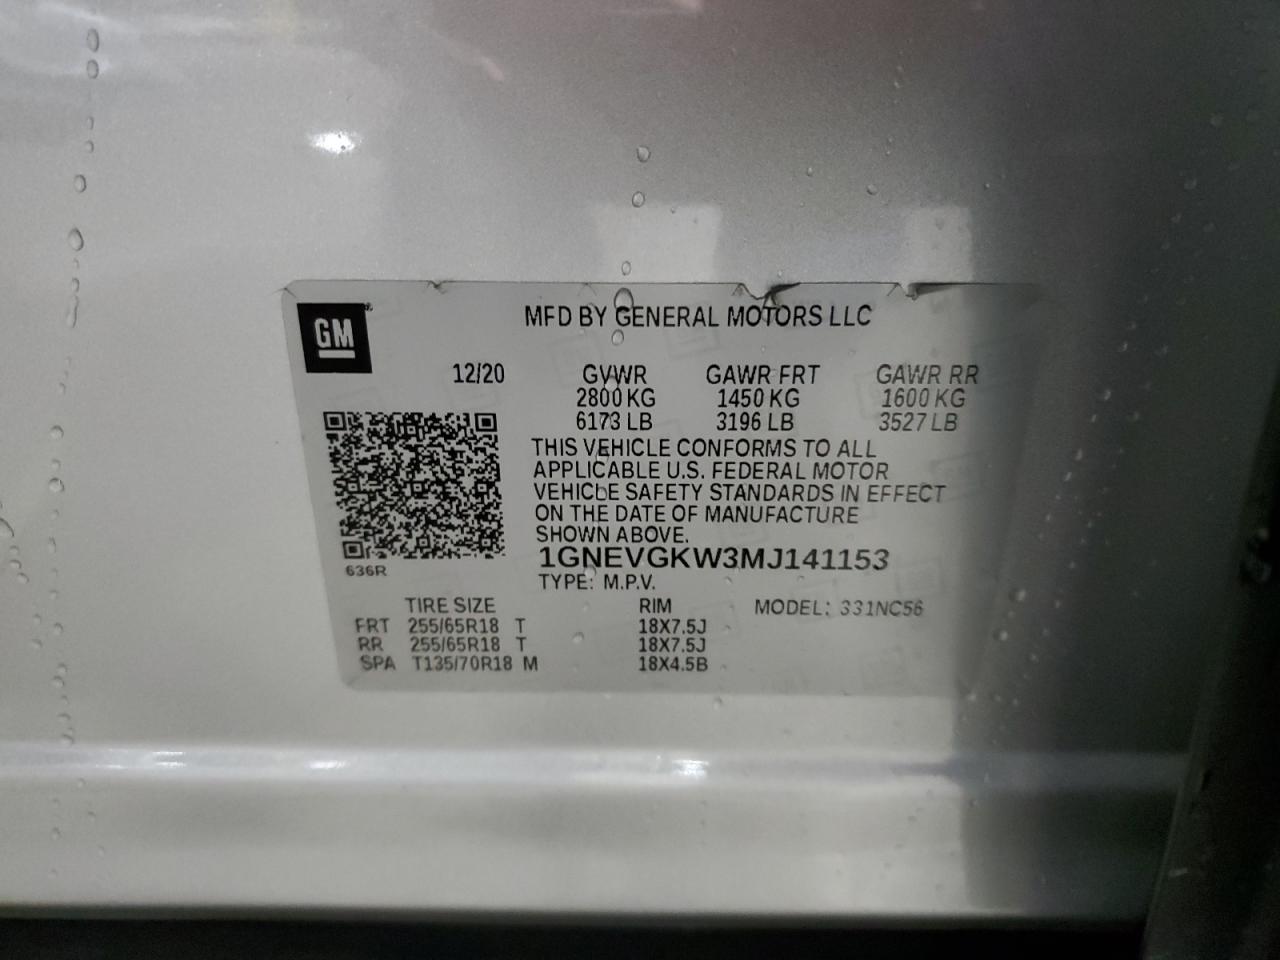 GM
MFD BY GENERAL MOTORS LLC
12/20 GVWR GAWR FRT GAWR RR
2800 KG 1450 KG 1600 KG
6173 LB 3196 LB 3527 LB
THIS VEHICLE CONFORMS TO ALL
APPLICABLE U.S. FEDERAL MOTOR
VEHICLE SAFETY STANDARDS IN EFFECT
ON THE DATE OF MANUFACTURE
SHOWN ABOVE.
1GNEVGKW3MJ141153
636R
TYPE: M.P.V.
TIRE SIZE RIM MODEL: 331NC56
FRT 255/65R18 T 18X7.5J
RR 255/65R18 T 18X7.5J
SPA T135/70R18 M 18X4.5B